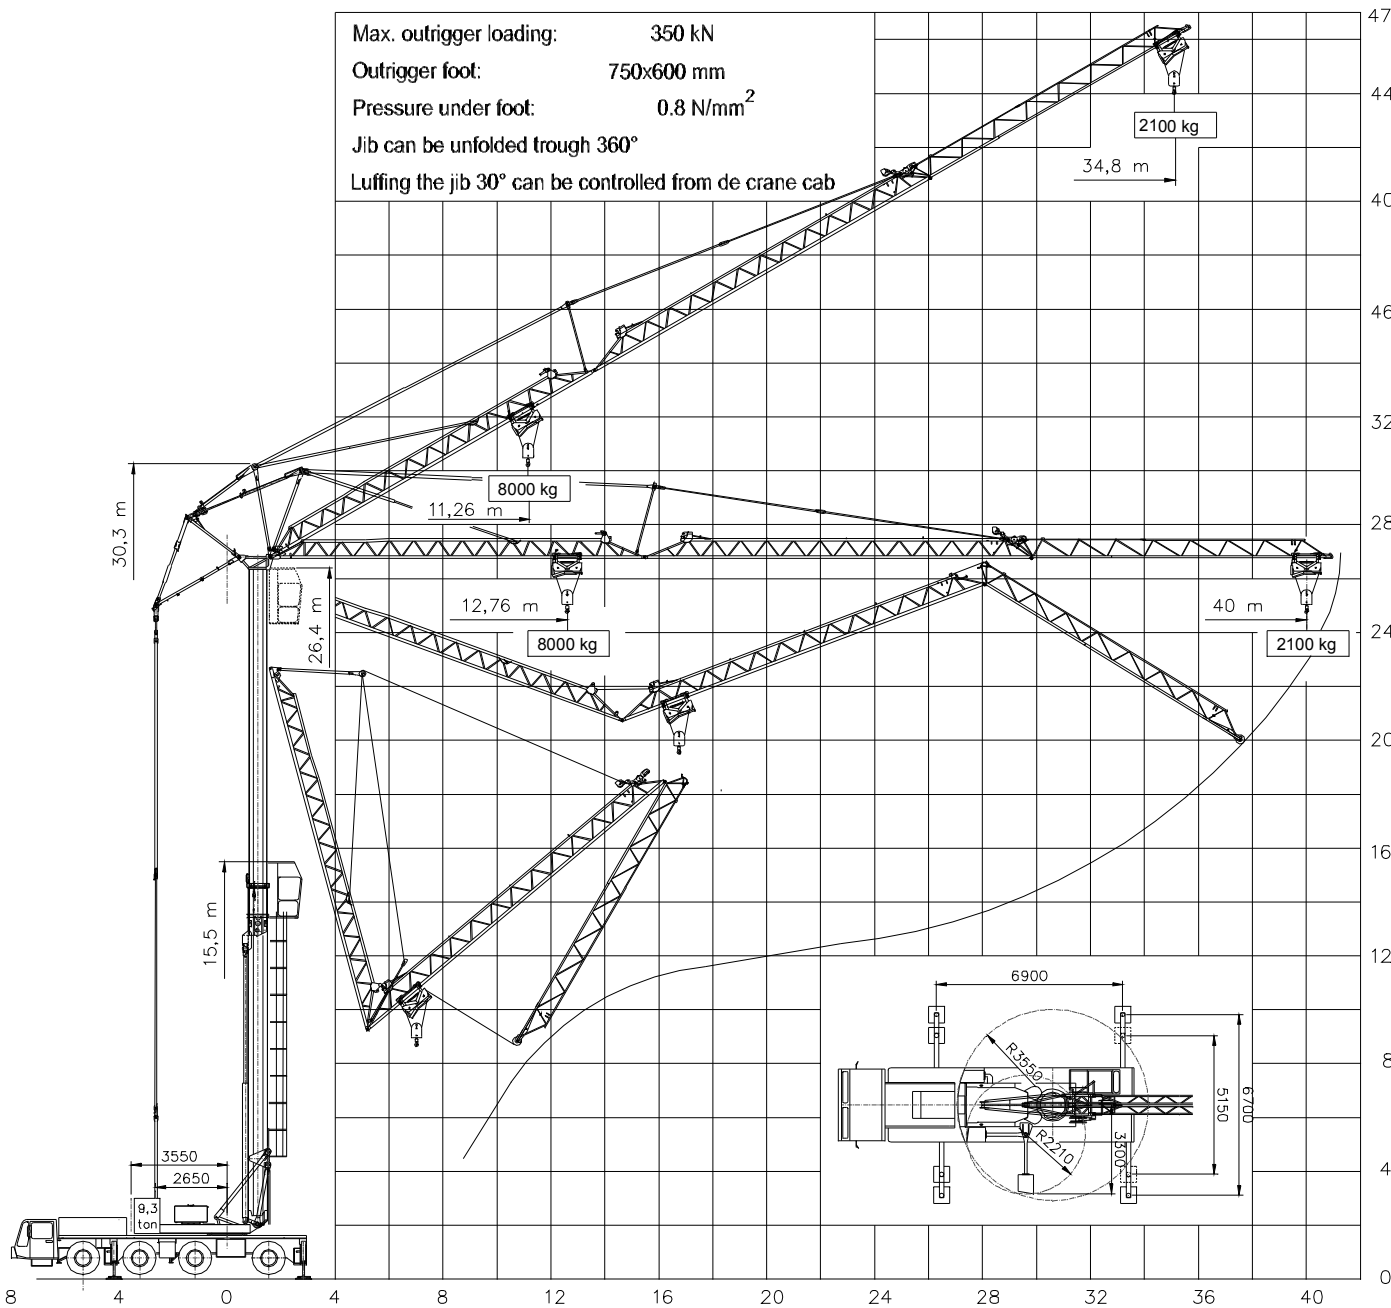 Max. outrigger loading: 350 kN
Outrigger foot: 750x600 mm
Pressure under foot: 0.8 N/mm²
Jib can be unfolded trough 360°
Luffing the jib 30° can be controlled from de crane cab
47
44
2100 kg
34,8 m
40
46
32
30,3 m
8000 kg
11,26 m
28
26,4 m
12,76 m
8000 kg
40 m
2100 kg
24
20
16
15,5 m
12
6900
R3550
R2210
3300
5150
6700
8
3550
2650
9,3
ton
4
0
8 4 0 4 8 12 16 20 24 28 32 36 40